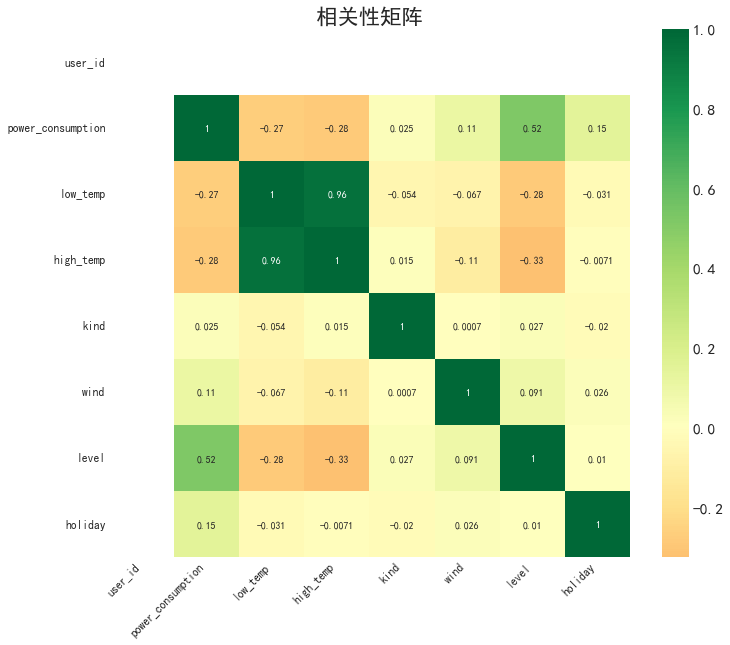 相关性矩阵
user_id
power_consumption 1 -0.27 -0.28 0.025 0.11 0.52 0.15
low_temp -0.27 1 0.96 -0.054 -0.067 -0.28 -0.031
high_temp -0.28 0.96 1 0.015 -0.11 -0.33 -0.0071
kind 0.025 -0.054 0.015 1 0.0007 0.027 -0.02
wind 0.11 -0.067 -0.11 0.0007 1 0.091 0.026
level 0.52 -0.28 -0.33 0.027 0.091 1 0.01
holiday 0.15 -0.031 -0.0071 -0.02 0.026 0.01 1
user_id power_consumption low_temp high_temp kind wind level holiday
1.0
0.8
0.6
0.4
0.2
0.0
-0.2